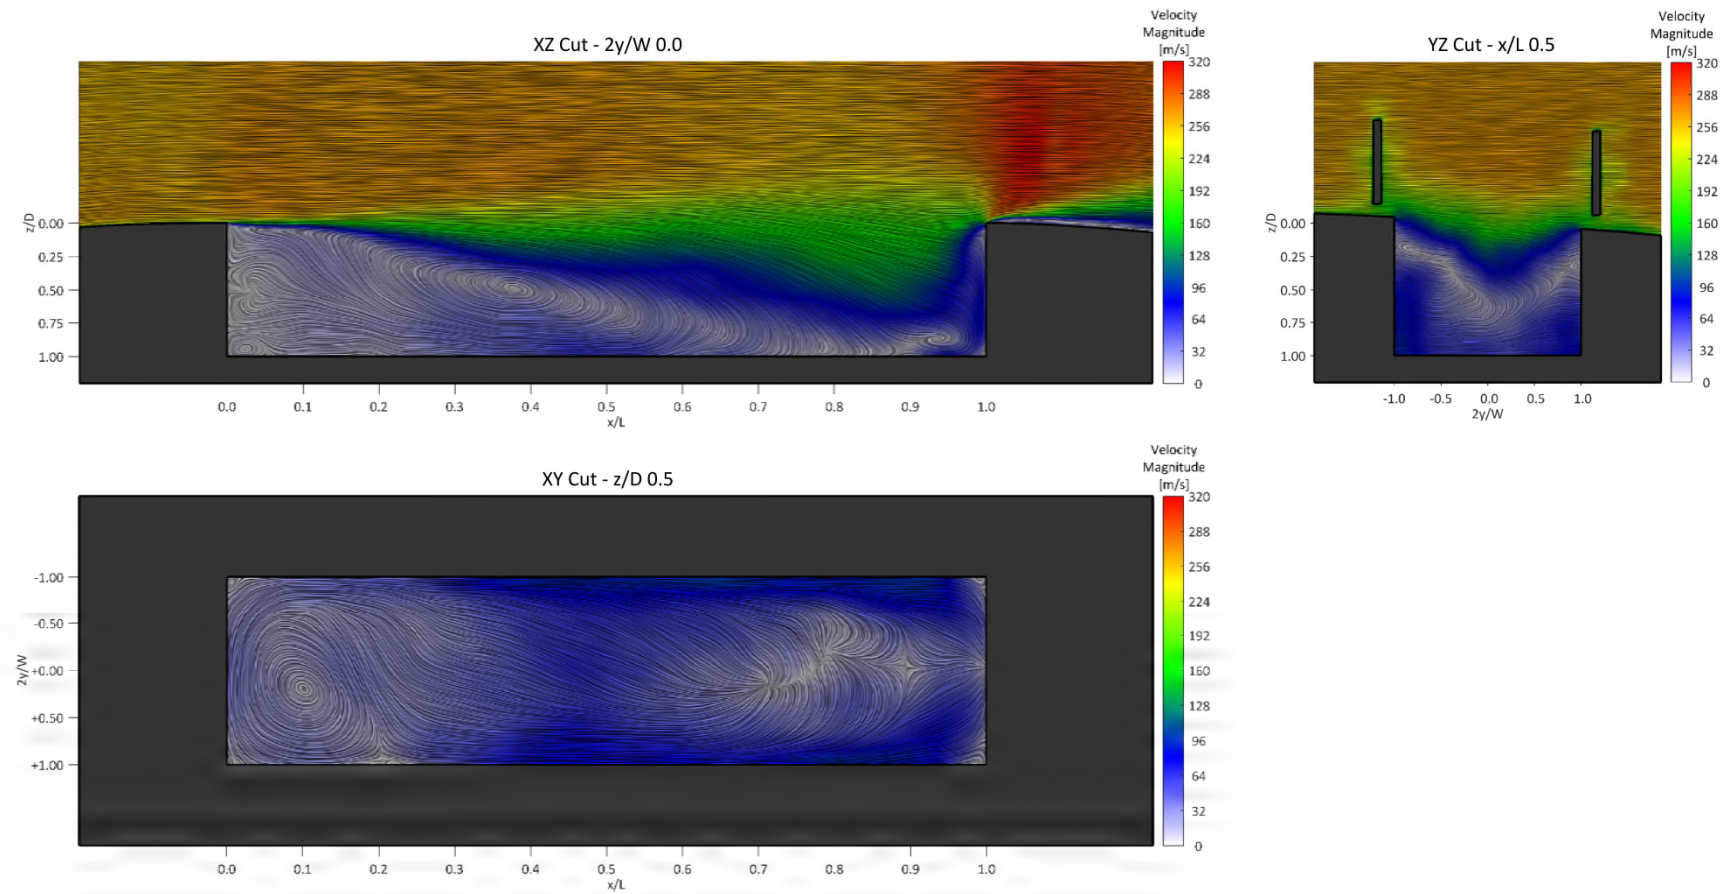 XZ Cut - 2y/W 0.0
Velocity
Magnitude
[m/s]
320
288
256
224
192
160
128
96
64
32
0
z/D
0.00
0.25
0.50
0.75
1.00
0.0 0.1 0.2 0.3 0.4 0.5 0.6 0.7 0.8 0.9 1.0
x/L
YZ Cut - x/L 0.5
Velocity
Magnitude
[m/s]
320
288
256
224
192
160
128
96
64
32
0
z/D
0.00
0.25
0.50
0.75
1.00
-1.0 -0.5 0.0 0.5 1.0
2y/W
XY Cut - z/D 0.5
Velocity
Magnitude
[m/s]
320
288
256
224
192
160
128
96
64
32
0
2y/W
-1.00
-0.50
+0.00
+0.50
+1.00
0.0 0.1 0.2 0.3 0.4 0.5 0.6 0.7 0.8 0.9 1.0
x/L